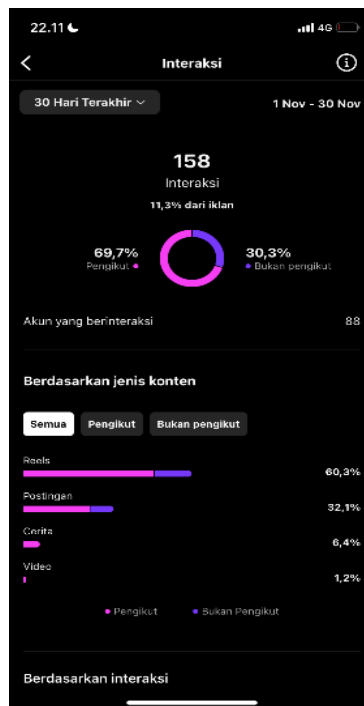 22.11
4G
Interaksi
30 Hari Terakhir
1 Nov - 30 Nov
158
Interaksi
11,3% dari iklan
69,7%
Pengikut
30,3%
Bukan pengikut
Akun yang berinteraksi 88
Berdasarkan jenis konten
Semua Pengikut Bukan pengikut
Reels
60,3%
Postingan
32,1%
Cerita
6,4%
Video
1,2%
Pengikut Bukan Pengikut
Berdasarkan interaksi